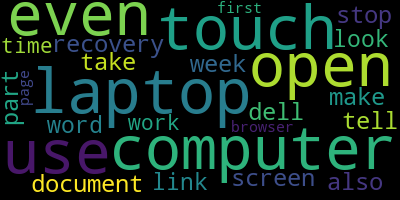 first
even touch stop
time recovery look
take week open
part page laptop make
dell
word work tell
browser
use computer
document link screen also